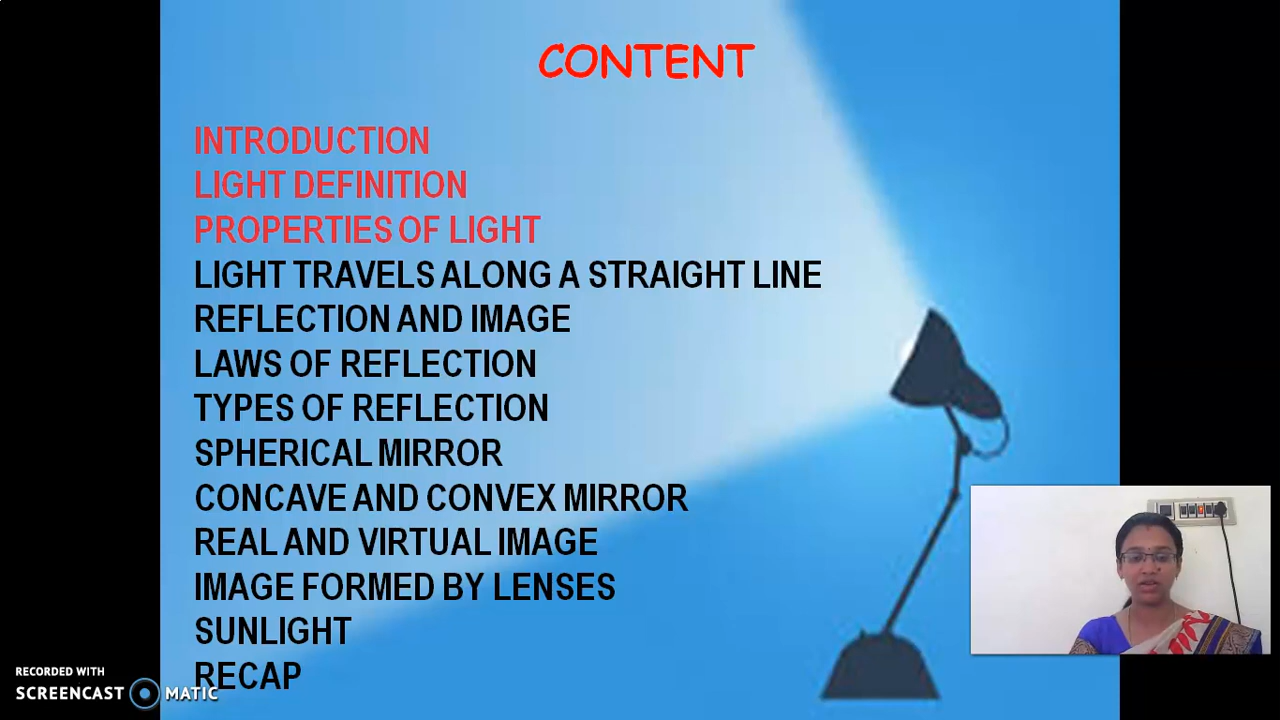 CONTENT
INTRODUCTION
LIGHT DEFINITION
PROPERTIES OF LIGHT
LIGHT TRAVELS ALONG A STRAIGHT LINE
REFLECTION AND IMAGE
LAWS OF REFLECTION
TYPES OF REFLECTION
SPHERICAL MIRROR
CONCAVE AND CONVEX MIRROR
REAL AND VIRTUAL IMAGE
IMAGE FORMED BY LENSES
SUNLIGHT
RECAP
RECORDED WITH
SCREENCAST MATIC